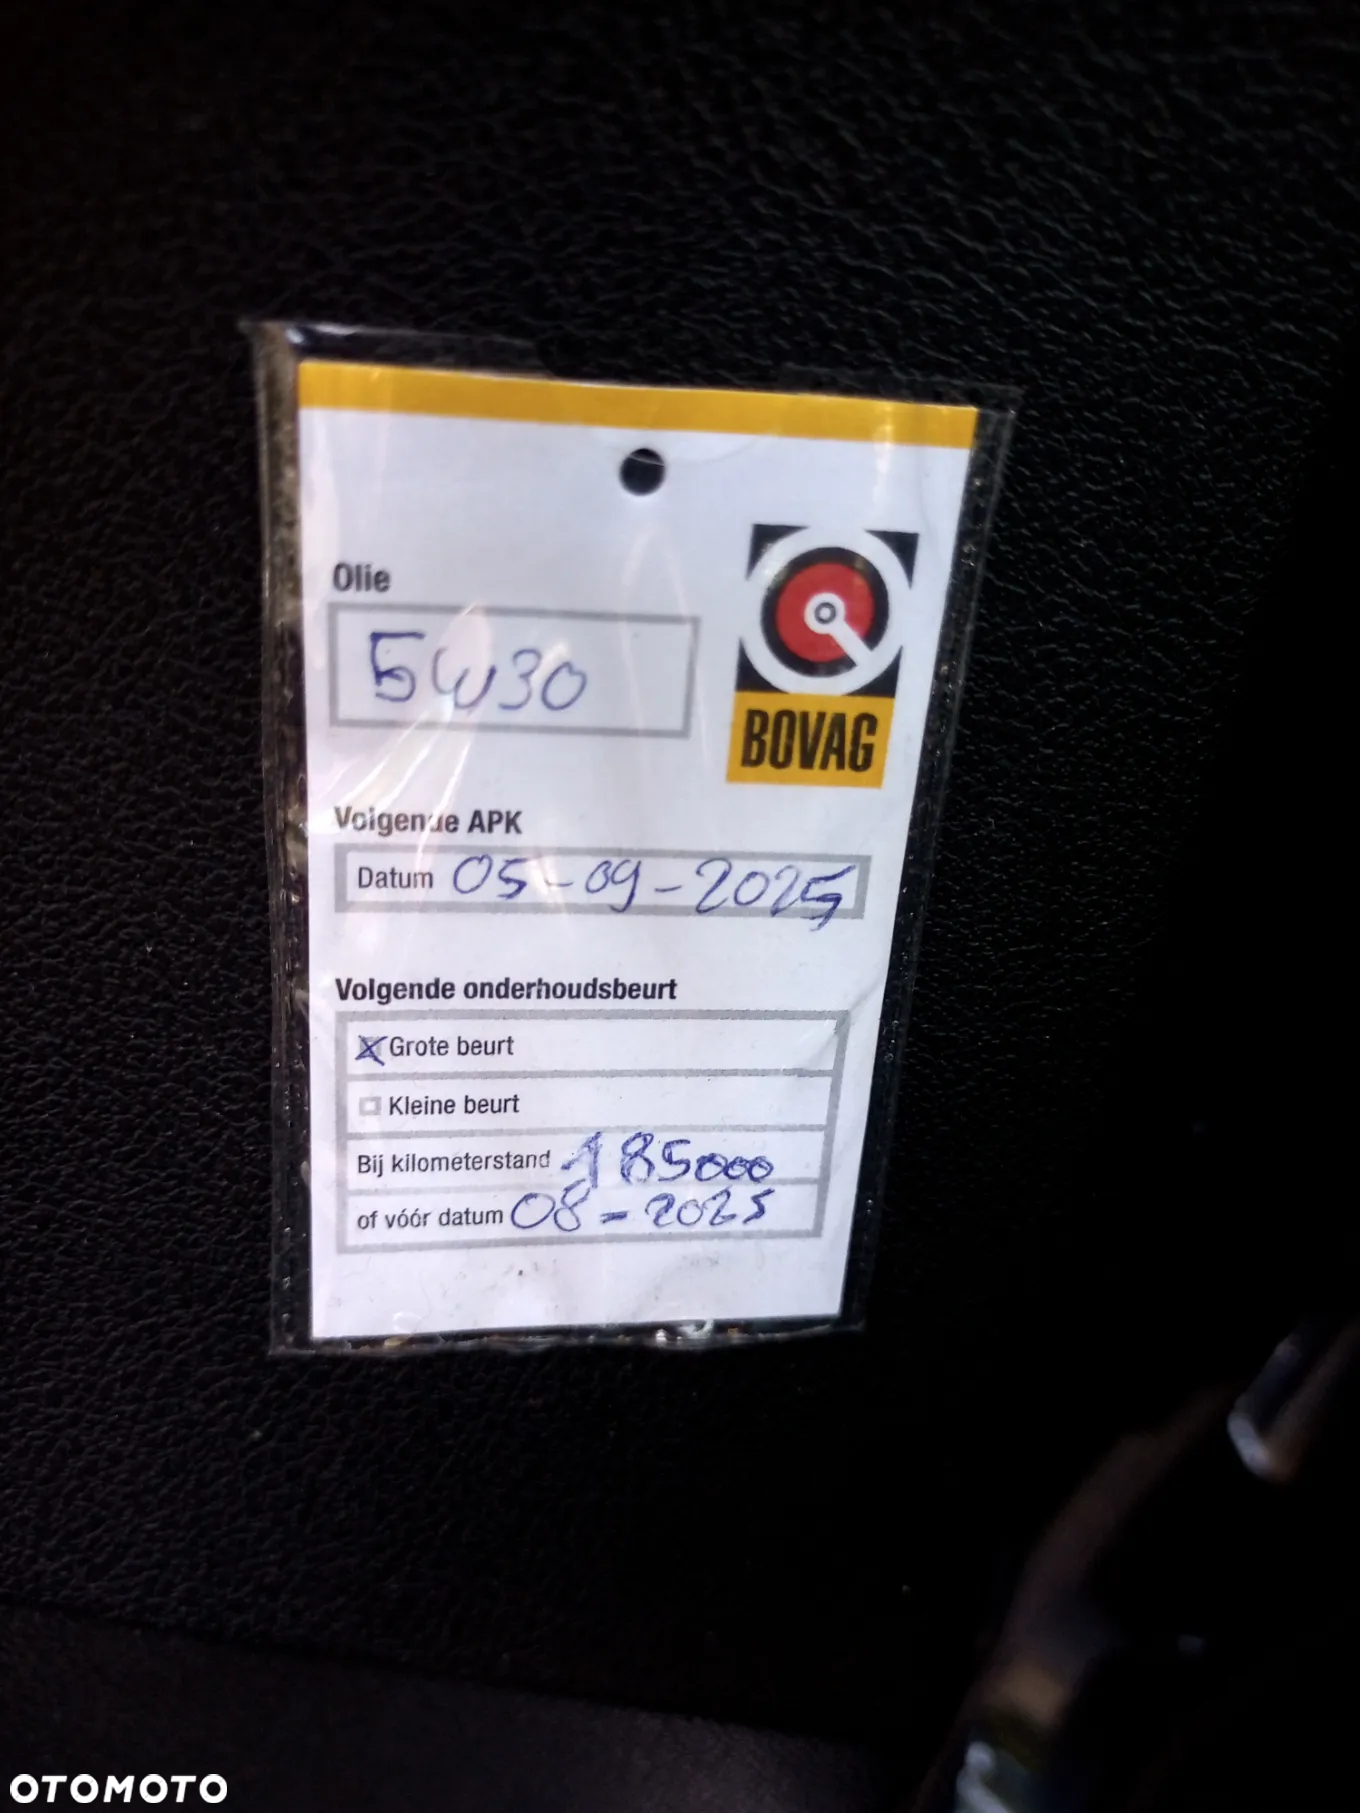 Olie
5W30
BOVAG
Volgende APK
Datum 05-09-2025
Volgende onderhoudsbeurt
Grote beurt
Kleine beurt
Bij kilometerstand 185000
of vóór datum 08-2025
OTOMOTO